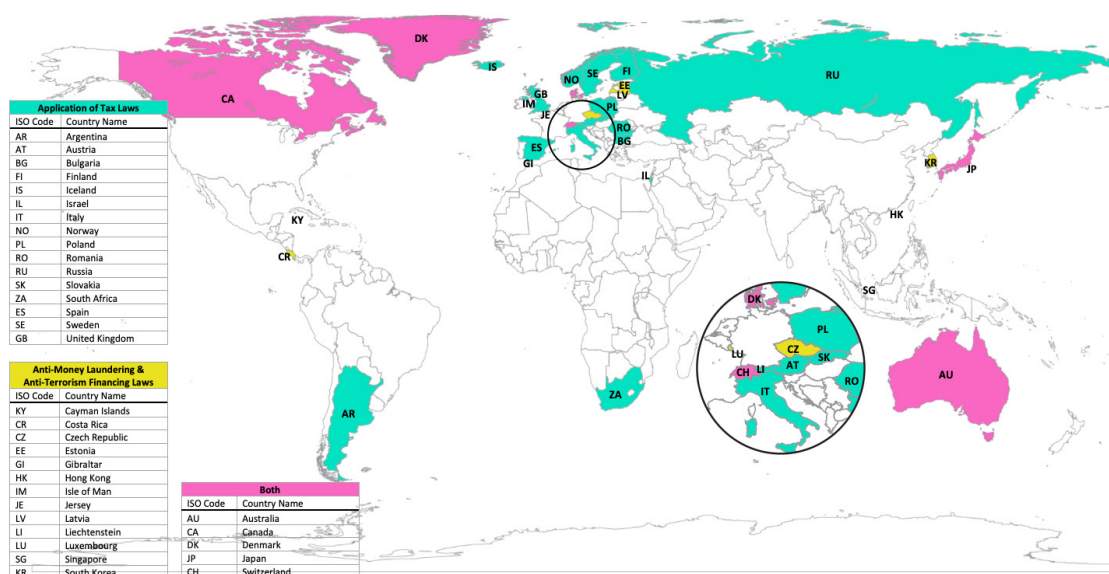 DK
IS
NO
SE
FI
RU
EE
LV
GB
IM
CA
JE
PL
RO
BG
ES
GI
IL
KR
JP
HK
KY
CR
SG
Application of Tax Laws
ISO Code Country Name
AR Argentina
AT Austria
BG Bulgaria
FI Finland
IS Iceland
IL Israel
IT Italy
NO Norway
PL Poland
RO Romania
RU Russia
SK Slovakia
ZA South Africa
ES Spain
SE Sweden
GB United Kingdom
DK
PL
CZ
SK
LU
LI
AT
CH
RO
IT
AU
ZA
AR
Anti-Money Laundering &
Anti-Terrorism Financing Laws
ISO Code Country Name
KY Cayman Islands
CR Costa Rica
CZ Czech Republic
EE Estonia
GI Gibraltar
HK Hong Kong
IM Isle of Man
JE Jersey
LV Latvia
LI Liechtenstein
LU Luxembourg
SG Singapore
KR South Korea
Both
ISO Code Country Name
AU Australia
CA Canada
DK Denmark
JP Japan
CH Switzerland